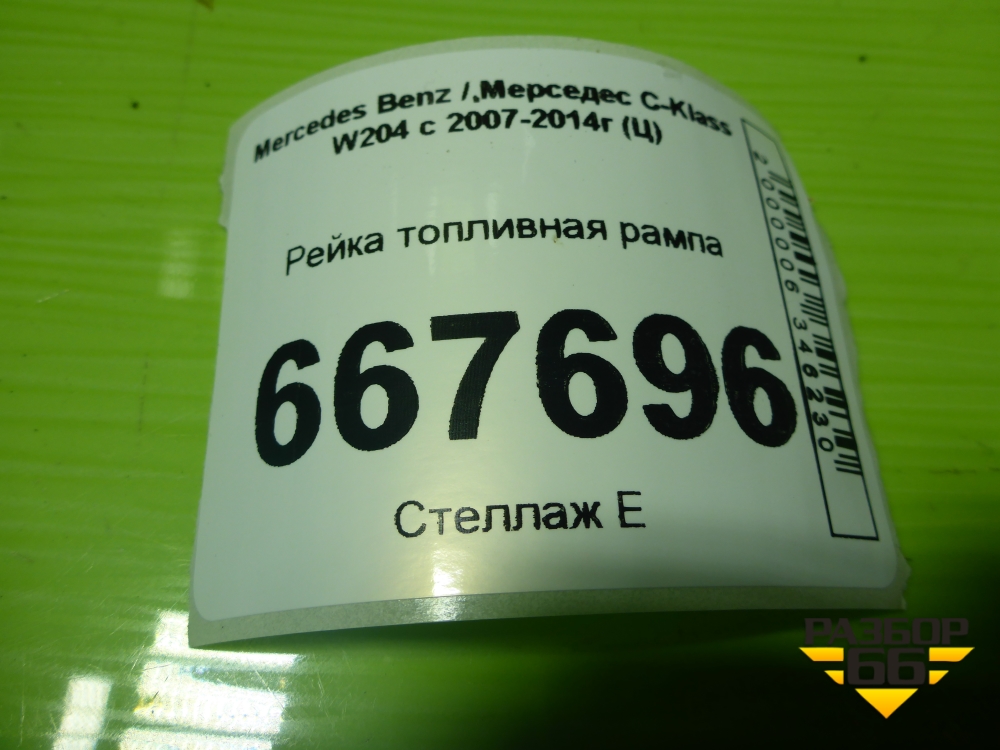 Mercedes Benz /,Мерседес C-Klass
W204 с 2007-2014г (Ц)
Рейка топливная рампа
667696
Стеллаж Е
2000006346230
РАЗБОР
66